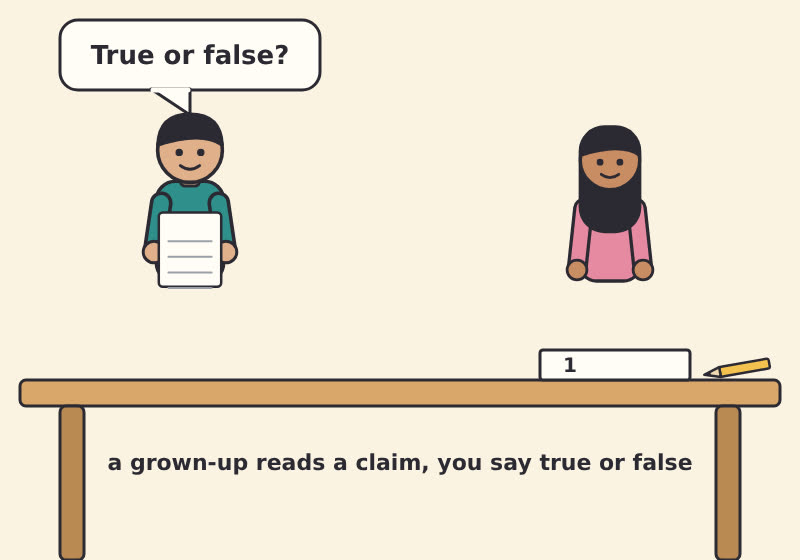 True or false?
1
a grown-up reads a claim, you say true or false